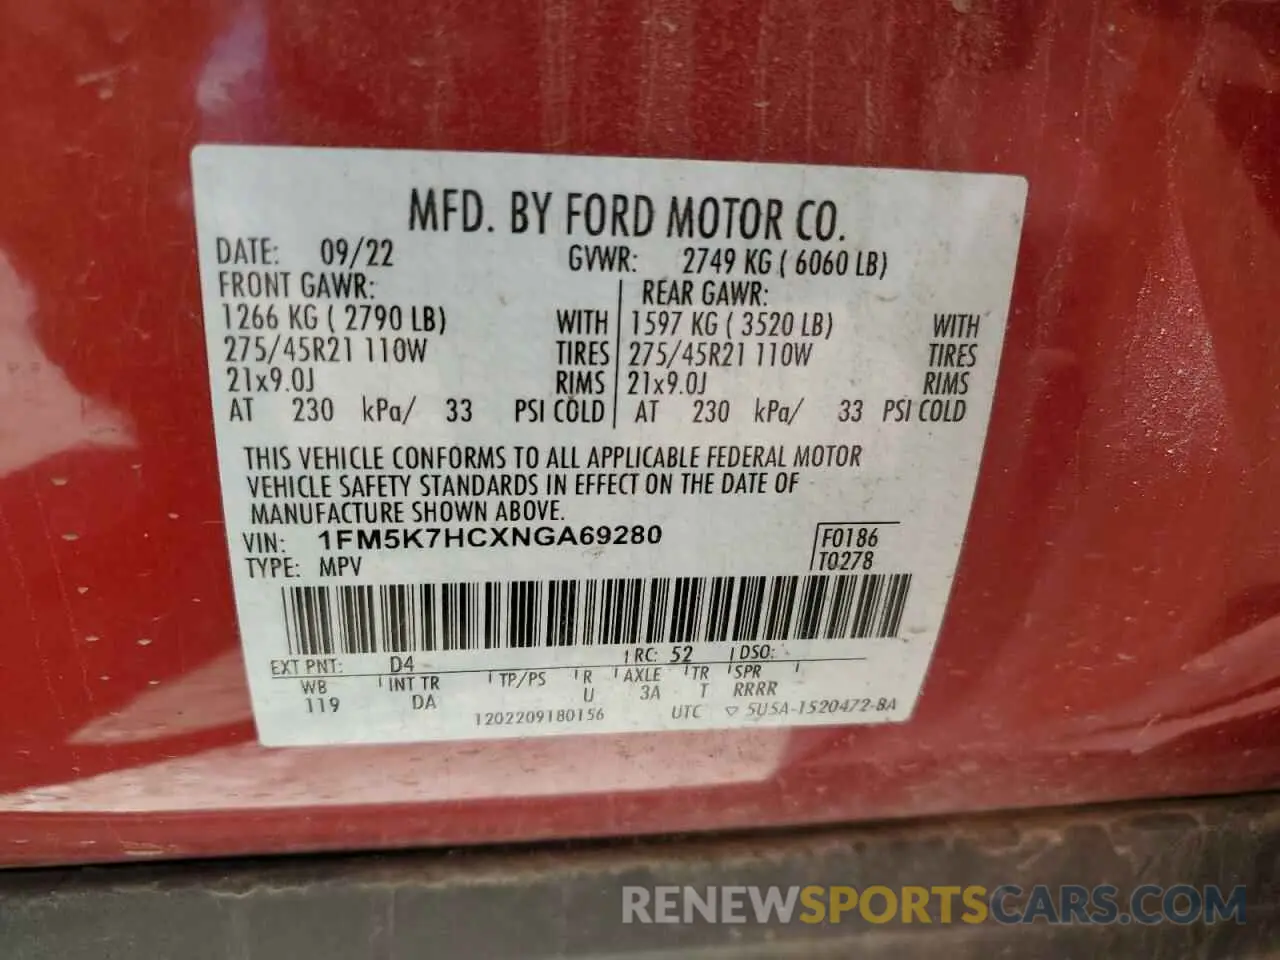 MFD. BY FORD MOTOR CO.
DATE: 09/22 GVWR: 2749 KG ( 6060 LB)
FRONT GAWR: REAR GAWR:
1266 KG ( 2790 LB) WITH 1597 KG ( 3520 LB) WITH
275/45R21 110W TIRES 275/45R21 110W TIRES
21x9.0J RIMS 21x9.0J RIMS
AT 230 kPa/ 33 PSI COLD AT 230 kPa/ 33 PSI COLD
THIS VEHICLE CONFORMS TO ALL APPLICABLE FEDERAL MOTOR
VEHICLE SAFETY STANDARDS IN EFFECT ON THE DATE OF
MANUFACTURE SHOWN ABOVE.
VIN: 1FM5K7HCXNGA69280 F0186
TYPE: MPV T0278
EXT PNT: D4 RC: 52 DSO:
WB INT TR TP/PS R AXLE TR SPR
119 DA U 3A T RRRR
1202209180156 UTC ▽ 5U5A-1520472-BA
RENEWSPORTSCARS.COM